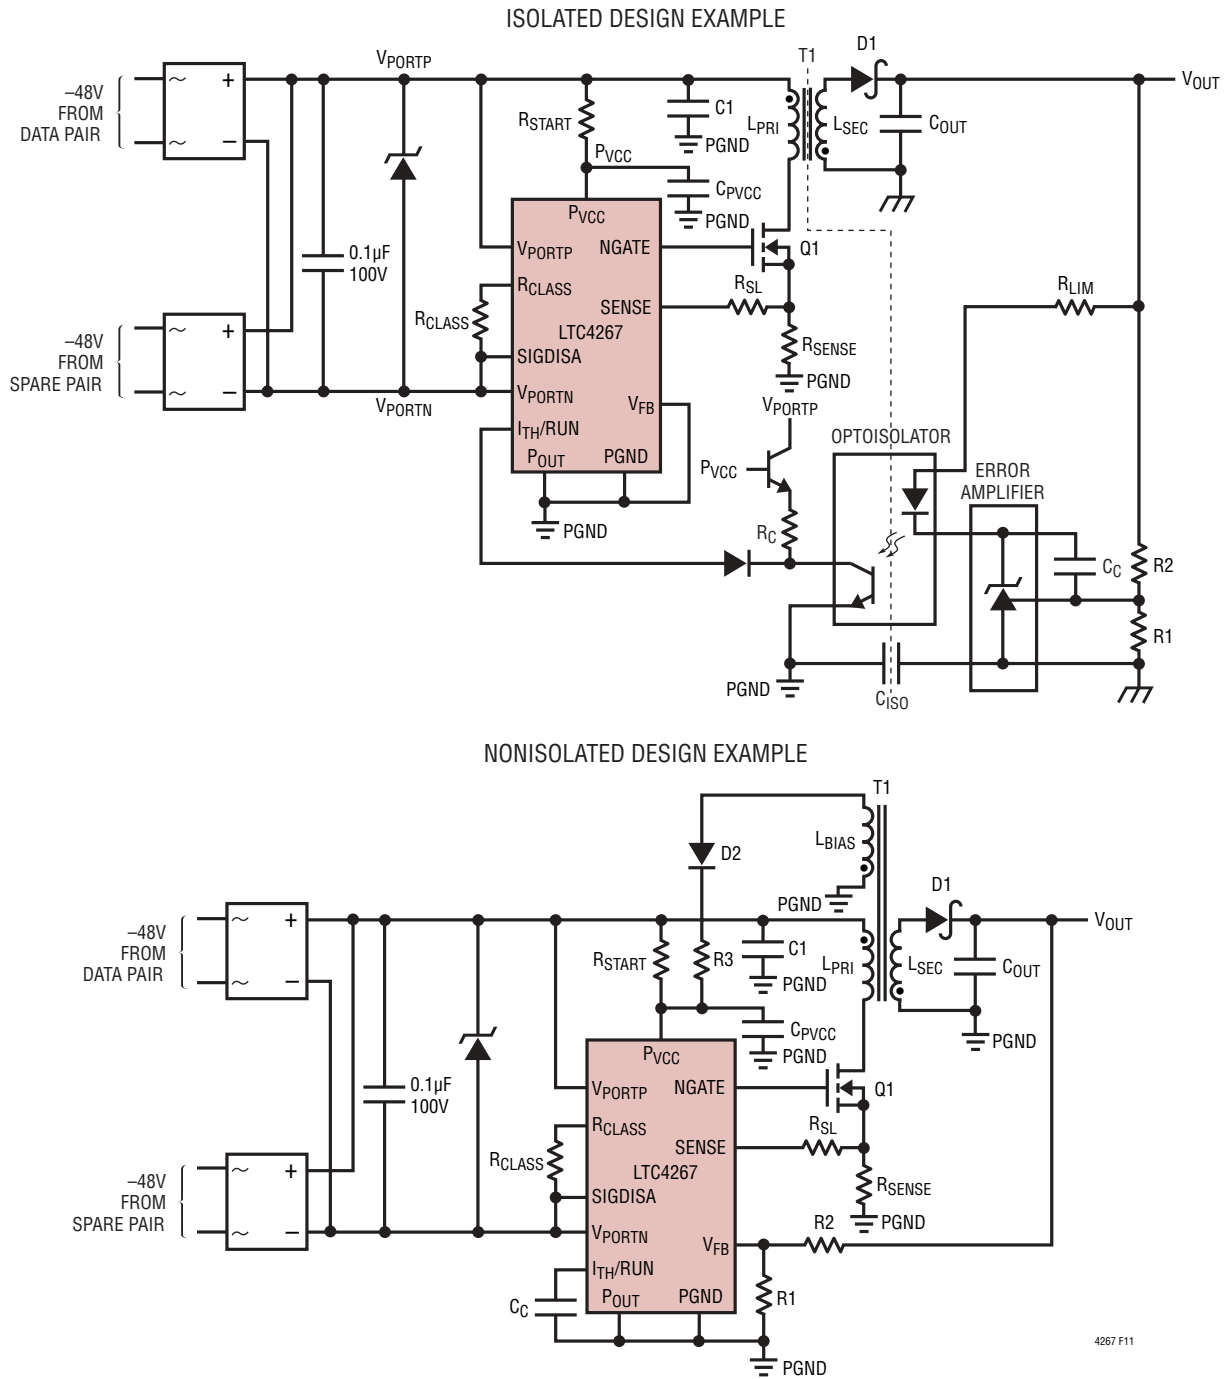 ISOLATED DESIGN EXAMPLE
VPORTP
T1
D1
VOUT
–48V
FROM
DATA PAIR
~
+
~
–
RSTART
C1
PGND
LPRI
LSEC
COUT
PVCC
CPVCC
PGND
PVCC
0.1µF
100V
VPORTP
NGATE
Q1
RCLASS
RCLASS
SENSE
RSL
RLIM
–48V
FROM
SPARE PAIR
~
+
~
–
LTC4267
RSENSE
SIGDISA
PGND
VPORTN
VPORTN
VFB
VPORTP
ITH/RUN
OPTOISOLATOR
POUT
PGND
PVCC
ERROR
AMPLIFIER
PGND
RC
CC
R2
R1
PGND
CISO
NONISOLATED DESIGN EXAMPLE
T1
LBIAS
D2
PGND
D1
VOUT
–48V
FROM
DATA PAIR
~
+
~
–
RSTART
R3
C1
PGND
LPRI
LSEC
COUT
CPVCC
PGND
PGND
PVCC
0.1µF
100V
VPORTP
NGATE
Q1
RCLASS
RCLASS
SENSE
RSL
–48V
FROM
SPARE PAIR
~
+
~
–
LTC4267
RSENSE
SIGDISA
PGND
VPORTN
VFB
R2
ITH/RUN
CC
POUT
PGND
R1
PGND
4267 F11